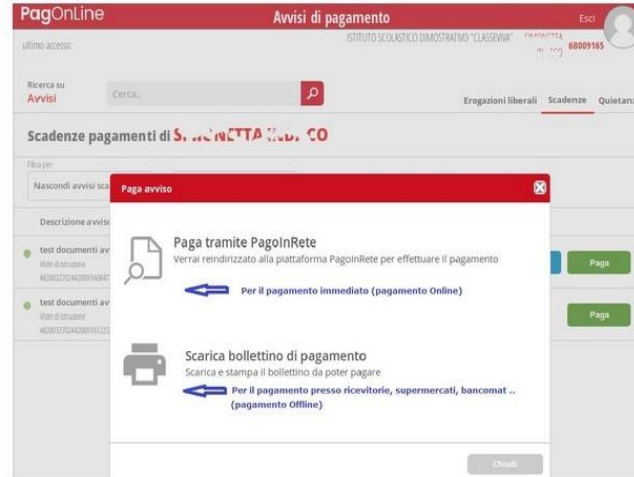 PagOnLine
Avvisi di pagamento
Esci
ultimo accesso:
ISTITUTO SCOLASTICO DIMOSTRATIVO "CLASSEVIVA"
68009165
Ricerca su
Avvisi
Cerca..
Erogazioni liberali Scadenze Quietanz
Scadenze pagamenti di
Filtra per:
Nascondi avvisi sca
Paga avviso
Descrizione avviso
Paga tramite PagoInRete
Verrai reindirizzato alla piattaforma PagoInRete per effettuare il pagamento
test documenti av
Visite di istruzione
Paga
Per il pagamento immediato (pagamento Online)
test documenti av
Visite di istruzione
Paga
Scarica bollettino di pagamento
Scarica e stampa il bollettino da poter pagare
Per il pagamento presso ricevitorie, supermercati, bancomat ..
(pagamento Offline)
Chiudi